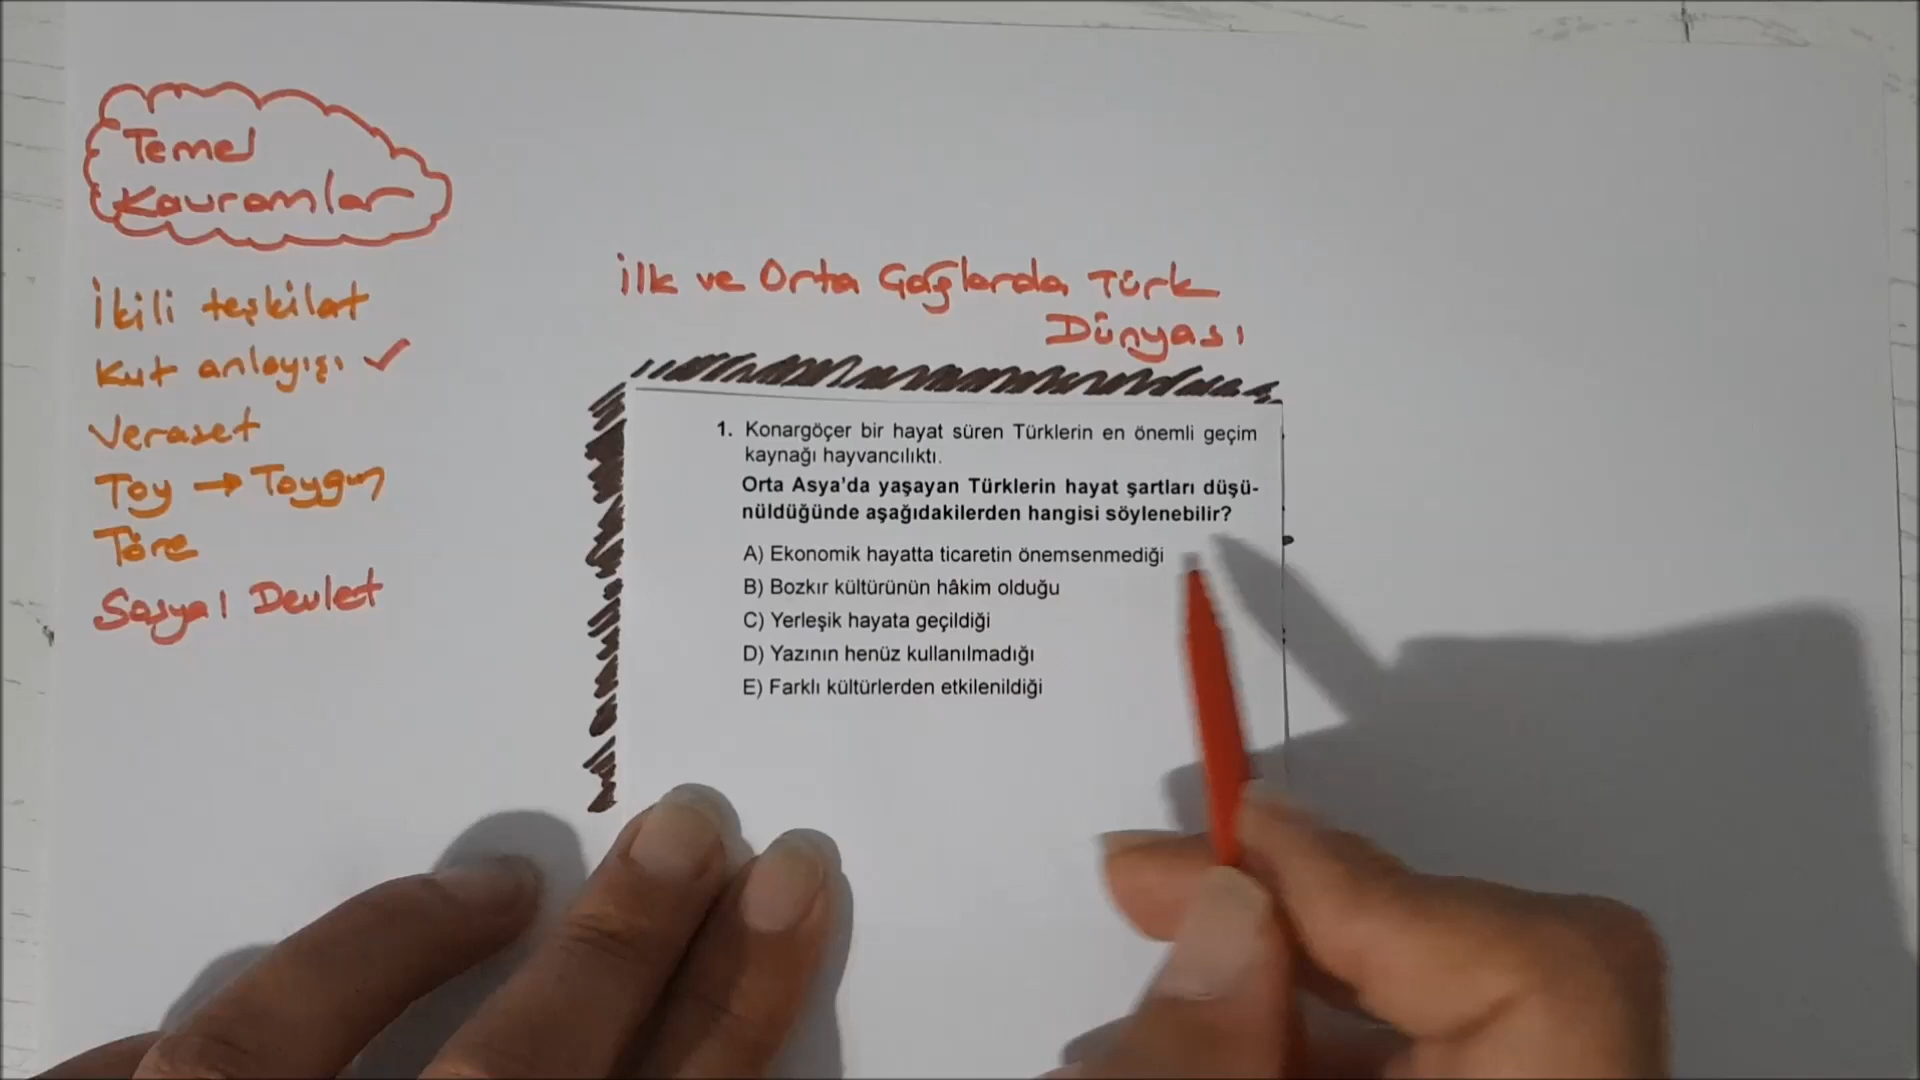 Temel
Kavramlar
İkili teşkilat
Kut anlayışı ✓
Veraset
Toy → Toygun
Töre
Sosyal Devlet
İlk ve Orta Çağlarda Türk
Dünyası
1. Konargöçer bir hayat süren Türklerin en önemli geçim
kaynağı hayvancılıktı.
Orta Asya'da yaşayan Türklerin hayat şartları düşü-
nüldüğünde aşağıdakilerden hangisi söylenebilir?
A) Ekonomik hayatta ticaretin önemsenmediği
B) Bozkır kültürünün hâkim olduğu
C) Yerleşik hayata geçildiği
D) Yazının henüz kullanılmadığı
E) Farklı kültürlerden etkilenildiği